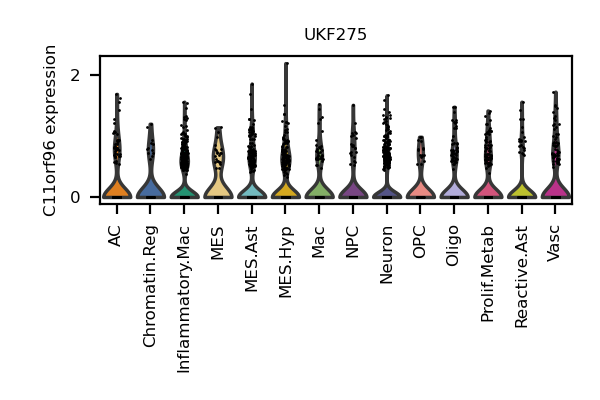 UKF275
C11orf96 expression
2
0
AC
Chromatin.Reg
Inflammatory.Mac
MES
MES.Ast
MES.Hyp
Mac
NPC
Neuron
OPC
Oligo
Prolif.Metab
Reactive.Ast
Vasc